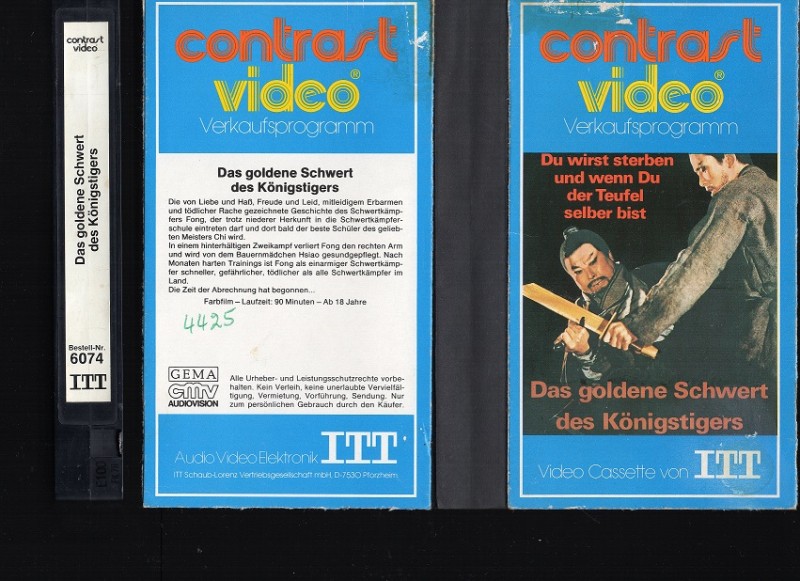 contrast
video
Das goldene Schwert
des Königstigers
Bestell-Nr.
6074
ITT
contrast
video®
Verkaufsprogramm
Das goldene Schwert
des Königstigers
Die von Liebe und Haß, Freude und Leid, mitleidigem Erbarmen
und tödlicher Rache gezeichnete Geschichte des Schwertkämp-
fers Fong, der trotz niederer Herkunft in die Schwertkämpfer-
schule eintreten darf und dort bald der beste Schüler des gelieb-
ten Meisters Chi wird.
In einem hinterhältigen Zweikampf verliert Fong den rechten Arm
und wird von dem Bauernmädchen Hsiao gesundgepflegt. Nach
Monaten harten Trainings ist Fong als einarmiger Schwertkämp-
fer schneller, gefährlicher, tödlicher als alle Schwertkämpfer im
Land.
Die Zeit der Abrechnung hat begonnen...
Farbfilm – Laufzeit: 90 Minuten – Ab 18 Jahre
4425
GEMA
cmv
AUDIOVISION
Alle Urheber- und Leistungsschutzrechte vorbe-
halten. Kein Verleih, keine unerlaubte Vervielfäl-
tigung, Vermietung, Vorführung, Sendung. Nur
zum persönlichen Gebrauch durch den Käufer.
Audio Video Elektronik ITT
ITT Schaub-Lorenz Vertriebsgesellschaft mbH, D-7530 Pforzheim
contrast
video®
Verkaufsprogramm
Du wirst sterben
und wenn Du
der Teufel
selber bist
Das goldene Schwert
des Königstigers
Video Cassette von ITT